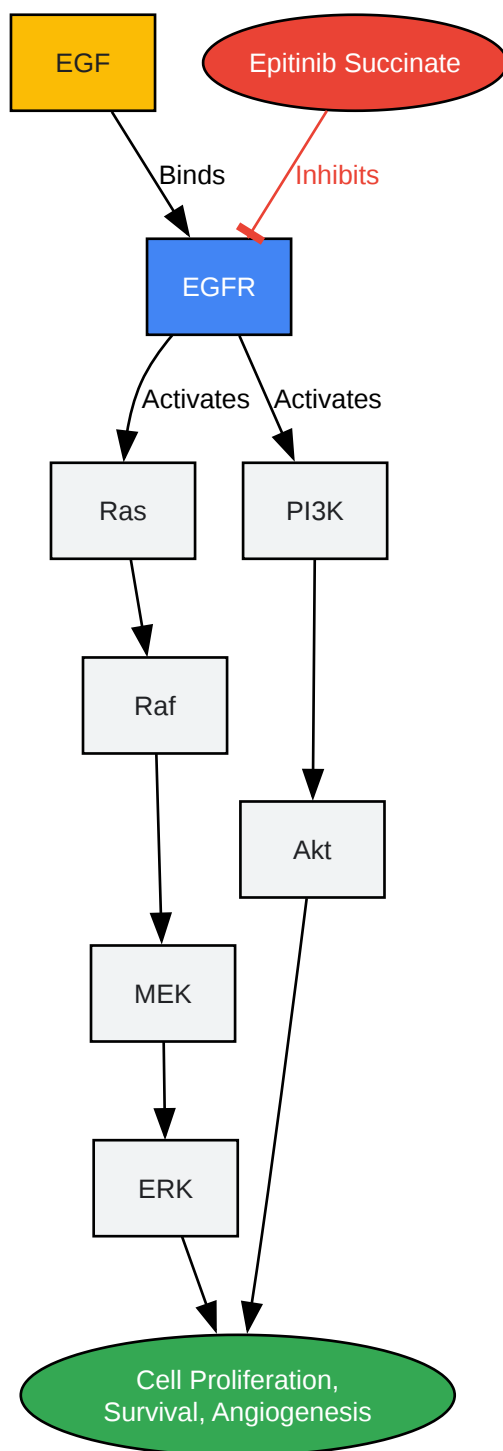 EGF
Epitinib Succinate
Binds
Inhibits
EGFR
Activates
Activates
Ras
PI3K
Raf
Akt
MEK
ERK
Cell Proliferation,
Survival, Angiogenesis